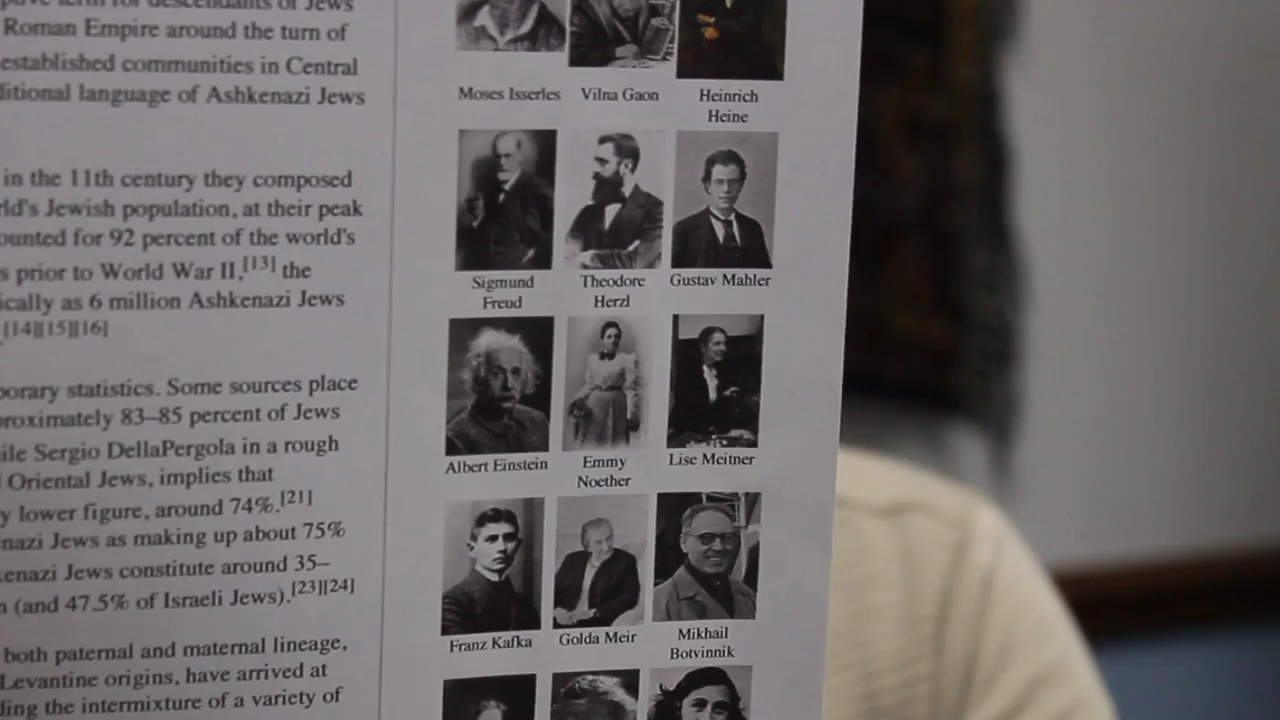 pave term for descendants of Jews
Roman Empire around the turn of
established communities in Central
ditional language of Ashkenazi Jews
in the 11th century they composed
rld's Jewish population, at their peak
ounted for 92 percent of the world's
s prior to World War II,[13] the
ically as 6 million Ashkenazi Jews
[14][15][16]
porary statistics. Some sources place
proximately 83–85 percent of Jews
ile Sergio DellaPergola in a rough
Oriental Jews, implies that
y lower figure, around 74%.[21]
nazi Jews as making up about 75%
kenazi Jews constitute around 35–
n (and 47.5% of Israeli Jews).[23][24]
both paternal and maternal lineage,
Levantine origins, have arrived at
ding the intermixture of a variety of
Moses Isserles Vilna Gaon Heinrich
Heine
Sigmund Theodore Gustav Mahler
Freud Herzl
Albert Einstein Emmy Lise Meitner
Noether
Franz Kafka Golda Meir Mikhail
Botvinnik